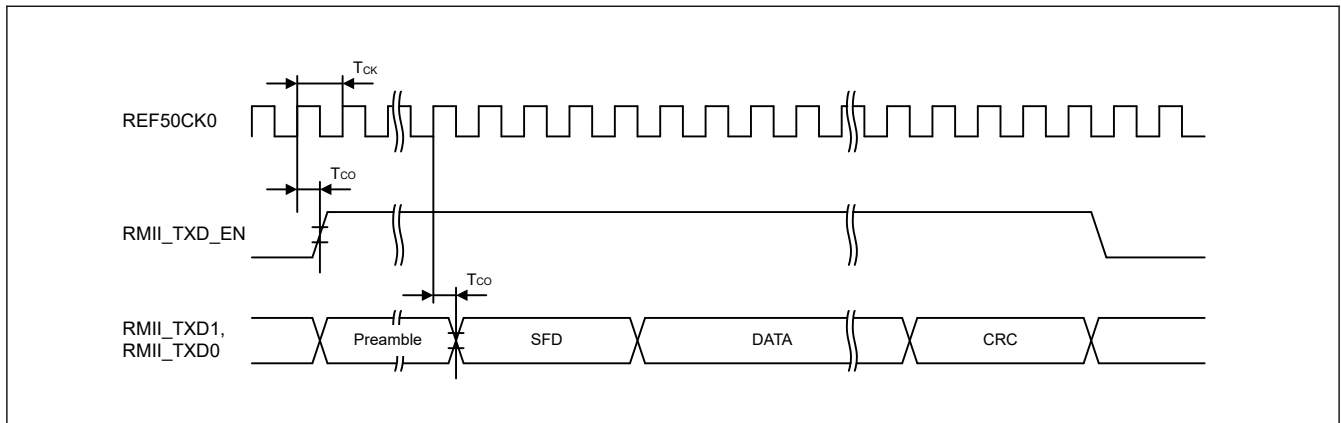 TCK
REF50CK0
TCO
RMII_TXD_EN
TCO
RMII_TXD1,
RMII_TXD0
Preamble
SFD
DATA
CRC